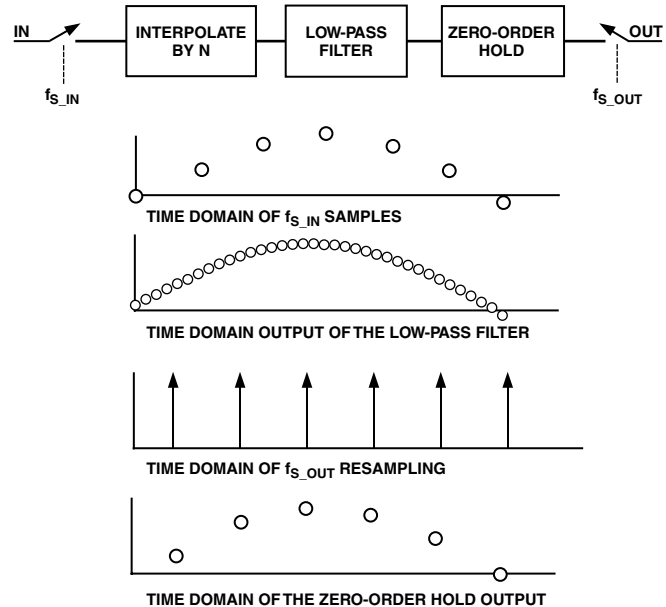 IN
INTERPOLATE
BY N
LOW-PASS
FILTER
ZERO-ORDER
HOLD
OUT
fS_IN
fS_OUT
TIME DOMAIN OF fS_IN SAMPLES
TIME DOMAIN OUTPUT OF THE LOW-PASS FILTER
TIME DOMAIN OF fS_OUT RESAMPLING
TIME DOMAIN OF THE ZERO-ORDER HOLD OUTPUT